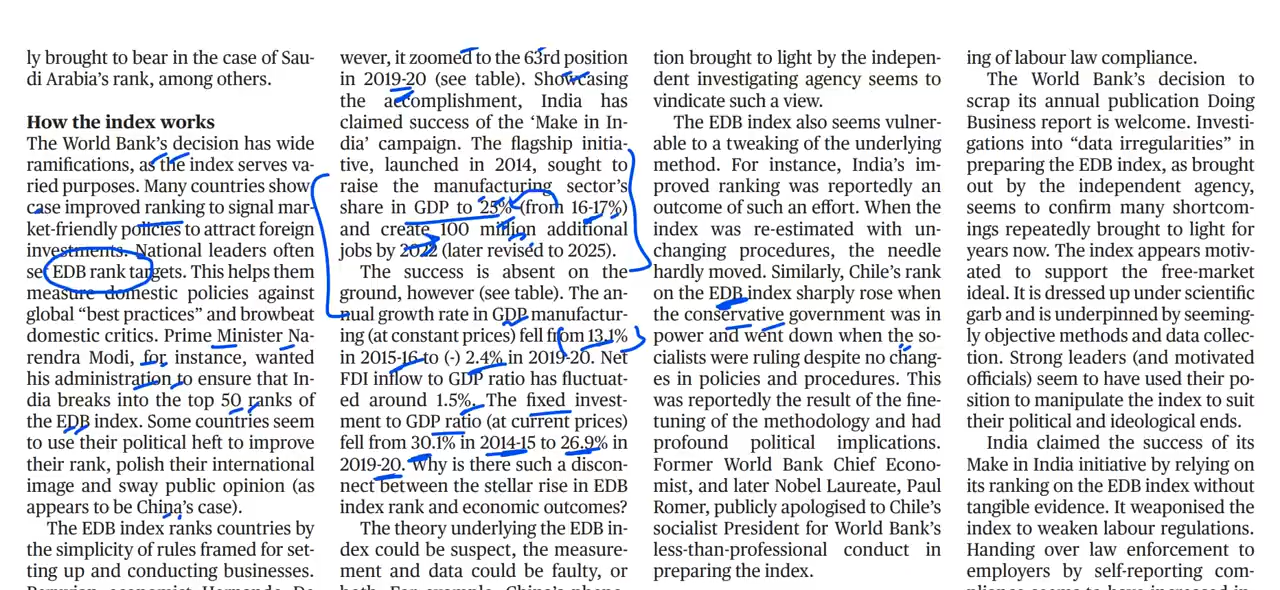 ly brought to bear in the case of Sau-
di Arabia's rank, among others.
How the index works
The World Bank's decision has wide
ramifications, as the index serves va-
ried purposes. Many countries show-
case improved ranking to signal mar-
ket-friendly policies to attract foreign
investments. National leaders often
set EDB rank targets. This helps them
measure domestic policies against
global "best practices" and browbeat
domestic critics. Prime Minister Na-
rendra Modi, for instance, wanted
his administration to ensure that In-
dia breaks into the top 50 ranks of
the EDB index. Some countries seem
to use their political heft to improve
their rank, polish their international
image and sway public opinion (as
appears to be China's case).
The EDB index ranks countries by
the simplicity of rules framed for set-
ting up and conducting businesses.
Peruvian economist Hernando De
wever, it zoomed to the 63rd position
in 2019-20 (see table). Showcasing
the accomplishment, India has
claimed success of the 'Make in In-
dia' campaign. The flagship initia-
tive, launched in 2014, sought to
raise the manufacturing sector's
share in GDP to 25% (from 16-17%)
and create 100 million additional
jobs by 2022 (later revised to 2025).
The success is absent on the
ground, however (see table). The an-
nual growth rate in GDP manufactur-
ing (at constant prices) fell from 13.1%
in 2015-16 to (-) 2.4% in 2019-20. Net
FDI inflow to GDP ratio has fluctuat-
ed around 1.5%. The fixed invest-
ment to GDP ratio (at current prices)
fell from 30.1% in 2014-15 to 26.9% in
2019-20. Why is there such a discon-
nect between the stellar rise in EDB
index rank and economic outcomes?
The theory underlying the EDB in-
dex could be suspect, the measure-
ment and data could be faulty, or
both. For example, China's pheno-
tion brought to light by the indepen-
dent investigating agency seems to
vindicate such a view.
The EDB index also seems vulner-
able to a tweaking of the underlying
method. For instance, India's im-
proved ranking was reportedly an
outcome of such an effort. When the
index was re-estimated with un-
changing procedures, the needle
hardly moved. Similarly, Chile's rank
on the EDB index sharply rose when
the conservative government was in
power and went down when the so-
cialists were ruling despite no chang-
es in policies and procedures. This
was reportedly the result of the fine-
tuning of the methodology and had
profound political implications.
Former World Bank Chief Econo-
mist, and later Nobel Laureate, Paul
Romer, publicly apologised to Chile's
socialist President for World Bank's
less-than-professional conduct in
preparing the index.
ing of labour law compliance.
The World Bank's decision to
scrap its annual publication Doing
Business report is welcome. Investi-
gations into "data irregularities" in
preparing the EDB index, as brought
out by the independent agency,
seems to confirm many shortcom-
ings repeatedly brought to light for
years now. The index appears motiv-
ated to support the free-market
ideal. It is dressed up under scientific
garb and is underpinned by seeming-
ly objective methods and data collec-
tion. Strong leaders (and motivated
officials) seem to have used their po-
sition to manipulate the index to suit
their political and ideological ends.
India claimed the success of its
Make in India initiative by relying on
its ranking on the EDB index without
tangible evidence. It weaponised the
index to weaken labour regulations.
Handing over law enforcement to
employers by self-reporting com-
pliance seems to have increased in-